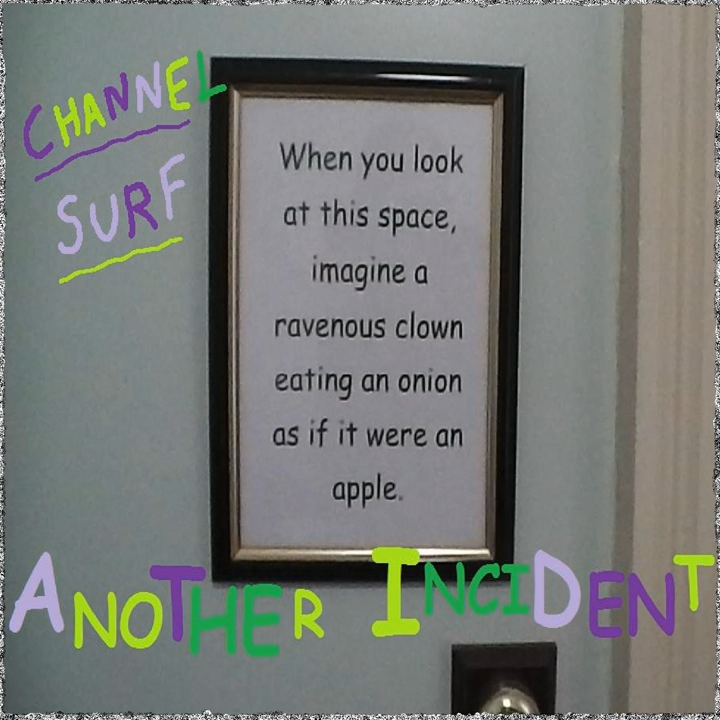 CHANNEL
SURF
When you look
at this space,
imagine a
ravenous clown
eating an onion
as if it were an
apple.
ANOTHER INCIDENT